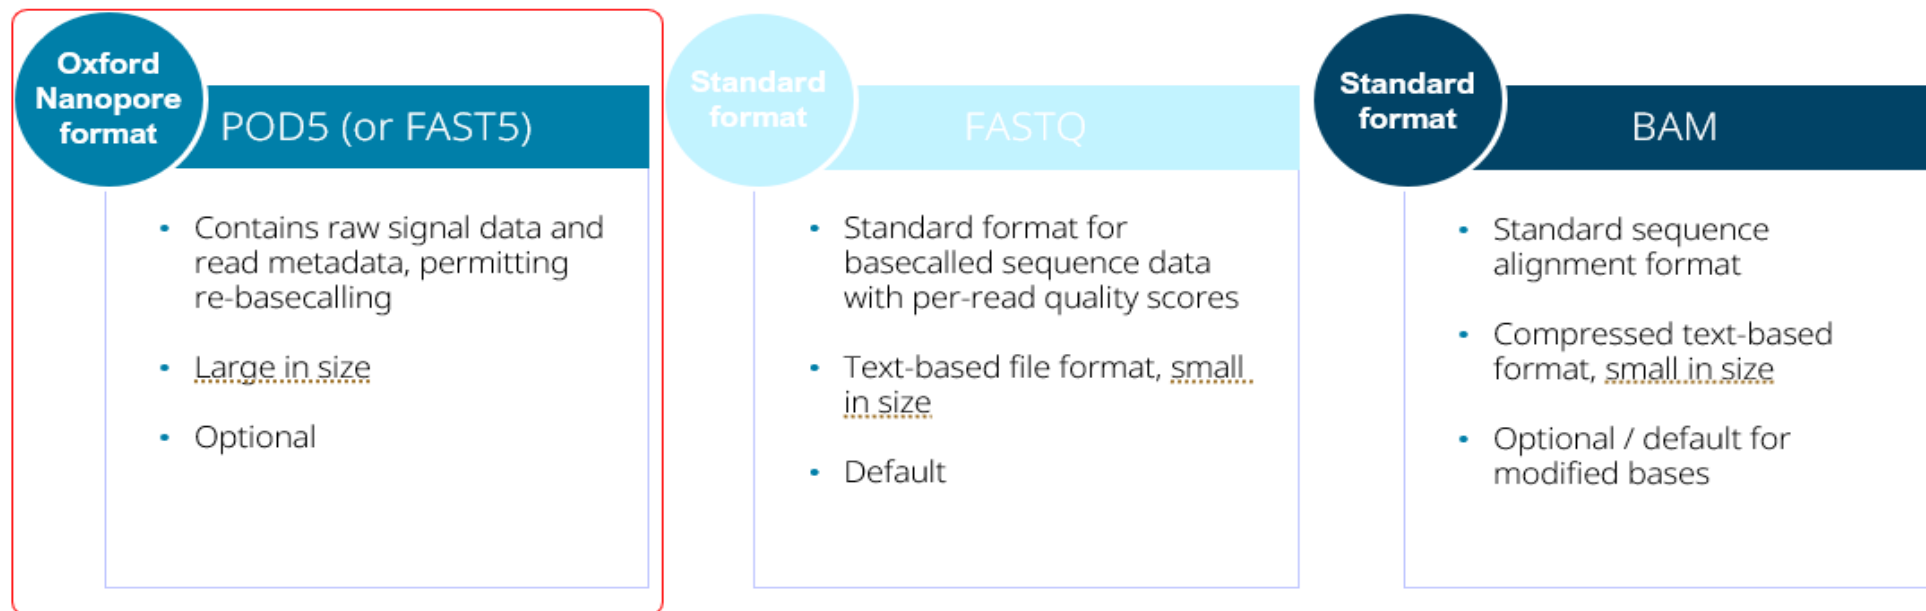 Oxford
Nanopore
format
POD5 (or FAST5)
• Contains raw signal data and
read metadata, permitting
re-basecalling
• Large in size
• Optional
Standard
format
FASTQ
• Standard format for
basecalled sequence data
with per-read quality scores
• Text-based file format, small
in size
• Default
Standard
format
BAM
• Standard sequence
alignment format
• Compressed text-based
format, small in size
• Optional / default for
modified bases